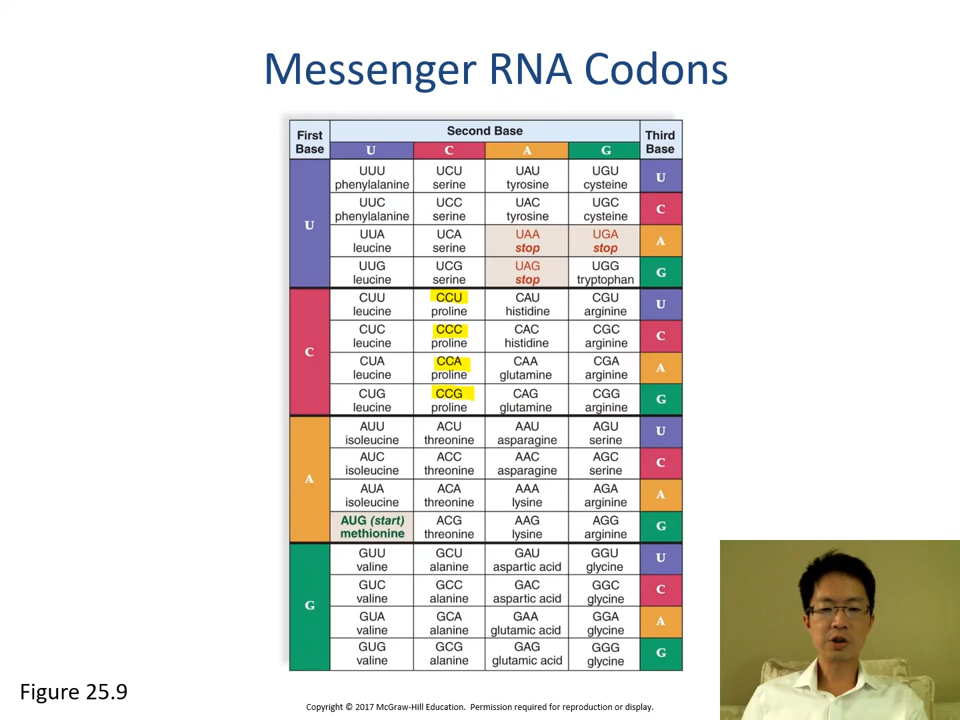 Messenger RNA Codons
First Base Second Base Third Base
U C A G
UUU UCU UAU UGU
phenylalanine serine tyrosine cysteine U
UUC UCC UAC UGC
phenylalanine serine tyrosine cysteine C
U
UUA UCA UAA UGA
leucine serine stop stop A
UUG UCG UAG UGG
leucine serine stop tryptophan G
CUU CCU CAU CGU
leucine proline histidine arginine U
CUC CCC CAC CGC
leucine proline histidine arginine C
C
CUA CCA CAA CGA
leucine proline glutamine arginine A
CUG CCG CAG CGG
leucine proline glutamine arginine G
AUU ACU AAU AGU
isoleucine threonine asparagine serine U
AUC ACC AAC AGC
isoleucine threonine asparagine serine C
A
AUA ACA AAA AGA
isoleucine threonine lysine arginine A
AUG (start) ACG AAG AGG
methionine threonine lysine arginine G
GUU GCU GAU GGU
valine alanine aspartic acid glycine U
GUC GCC GAC GGC
valine alanine aspartic acid glycine C
G
GUA GCA GAA GGA
valine alanine glutamic acid glycine A
GUG GCG GAG GGG
valine alanine glutamic acid glycine G
Figure 25.9
Copyright © 2017 McGraw-Hill Education. Permission required for reproduction or display.